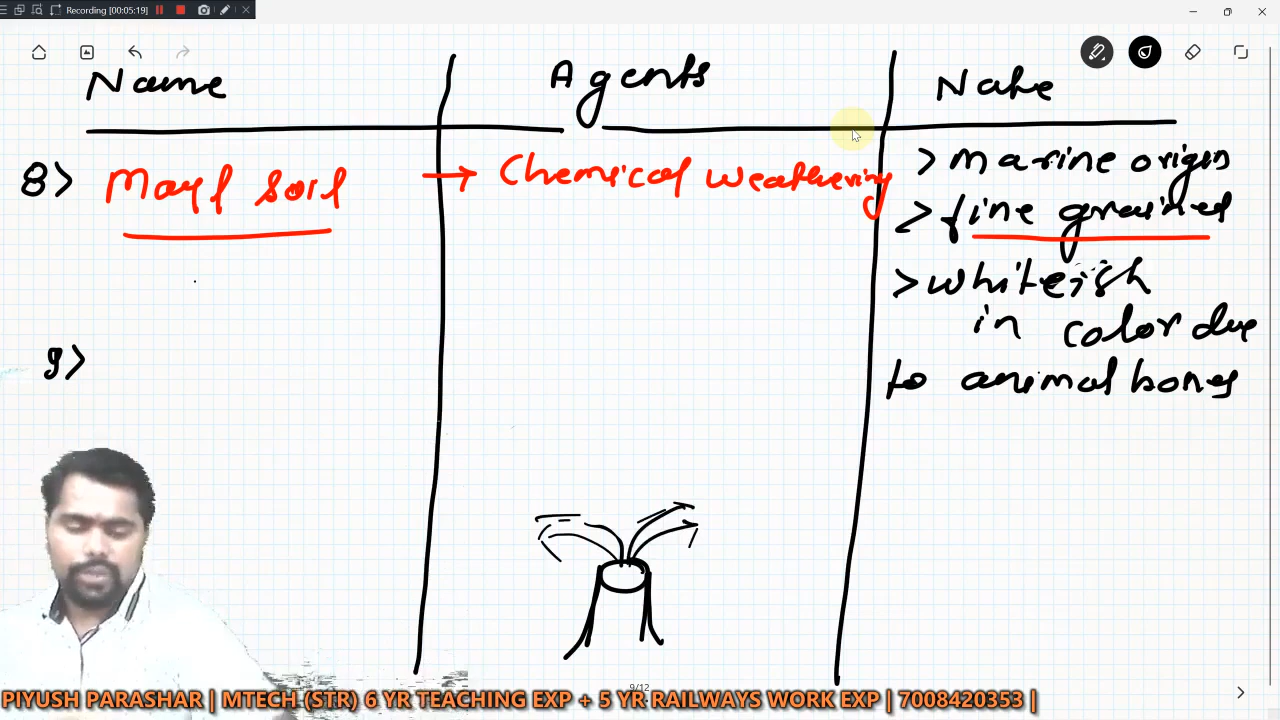 Recording [00:05:19]
Name Agents Note
8> Marl soil → Chemical weathering > marine origin
> fine grained
> whiteish
in color due
9>
to animal bones
9/12
PIYUSH PARASHAR | MTECH (STR) 6 YR TEACHING EXP + 5 YR RAILWAYS WORK EXP | 7008420353 |